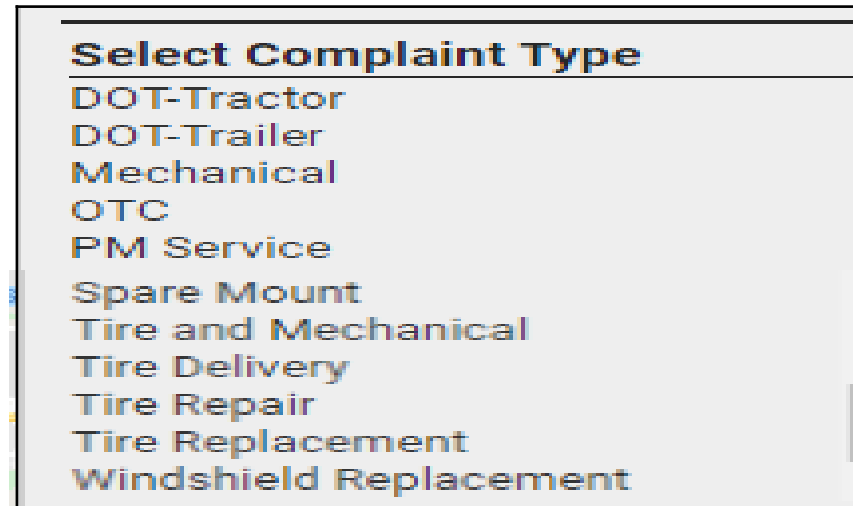 Select Complaint Type
DOT-Tractor
DOT-Trailer
Mechanical
OTC
PM Service
Spare Mount
Tire and Mechanical
Tire Delivery
Tire Repair
Tire Replacement
Windshield Replacement